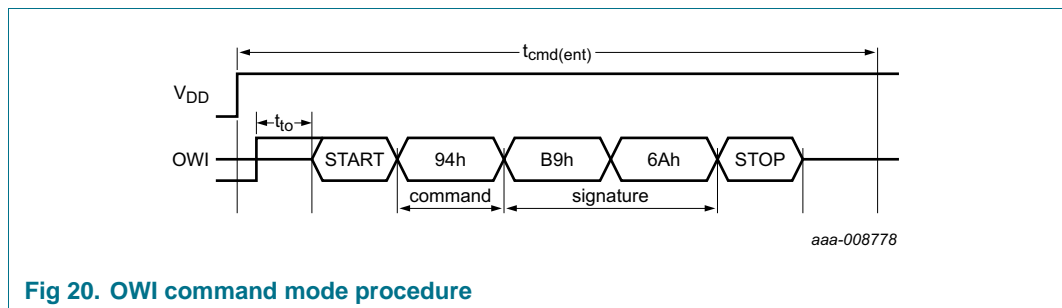 tcmd(ent)
VDD
tto
OWI
START
94h
B9h
6Ah
STOP
command
signature
aaa-008778
Fig 20. OWI command mode procedure